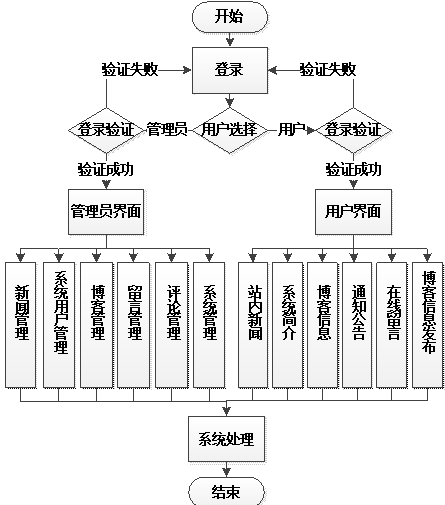 开始
登录
验证失败
验证失败
登录验证
管理员
用户选择
用户
登录验证
验证成功
验证成功
管理员界面
用户界面
新闻管理
系统用户管理
博客管理
留言管理
评论管理
系统管理
站内新闻
系统简介
博客信息
通知公告
在线留言
博客信息发布
系统处理
结束